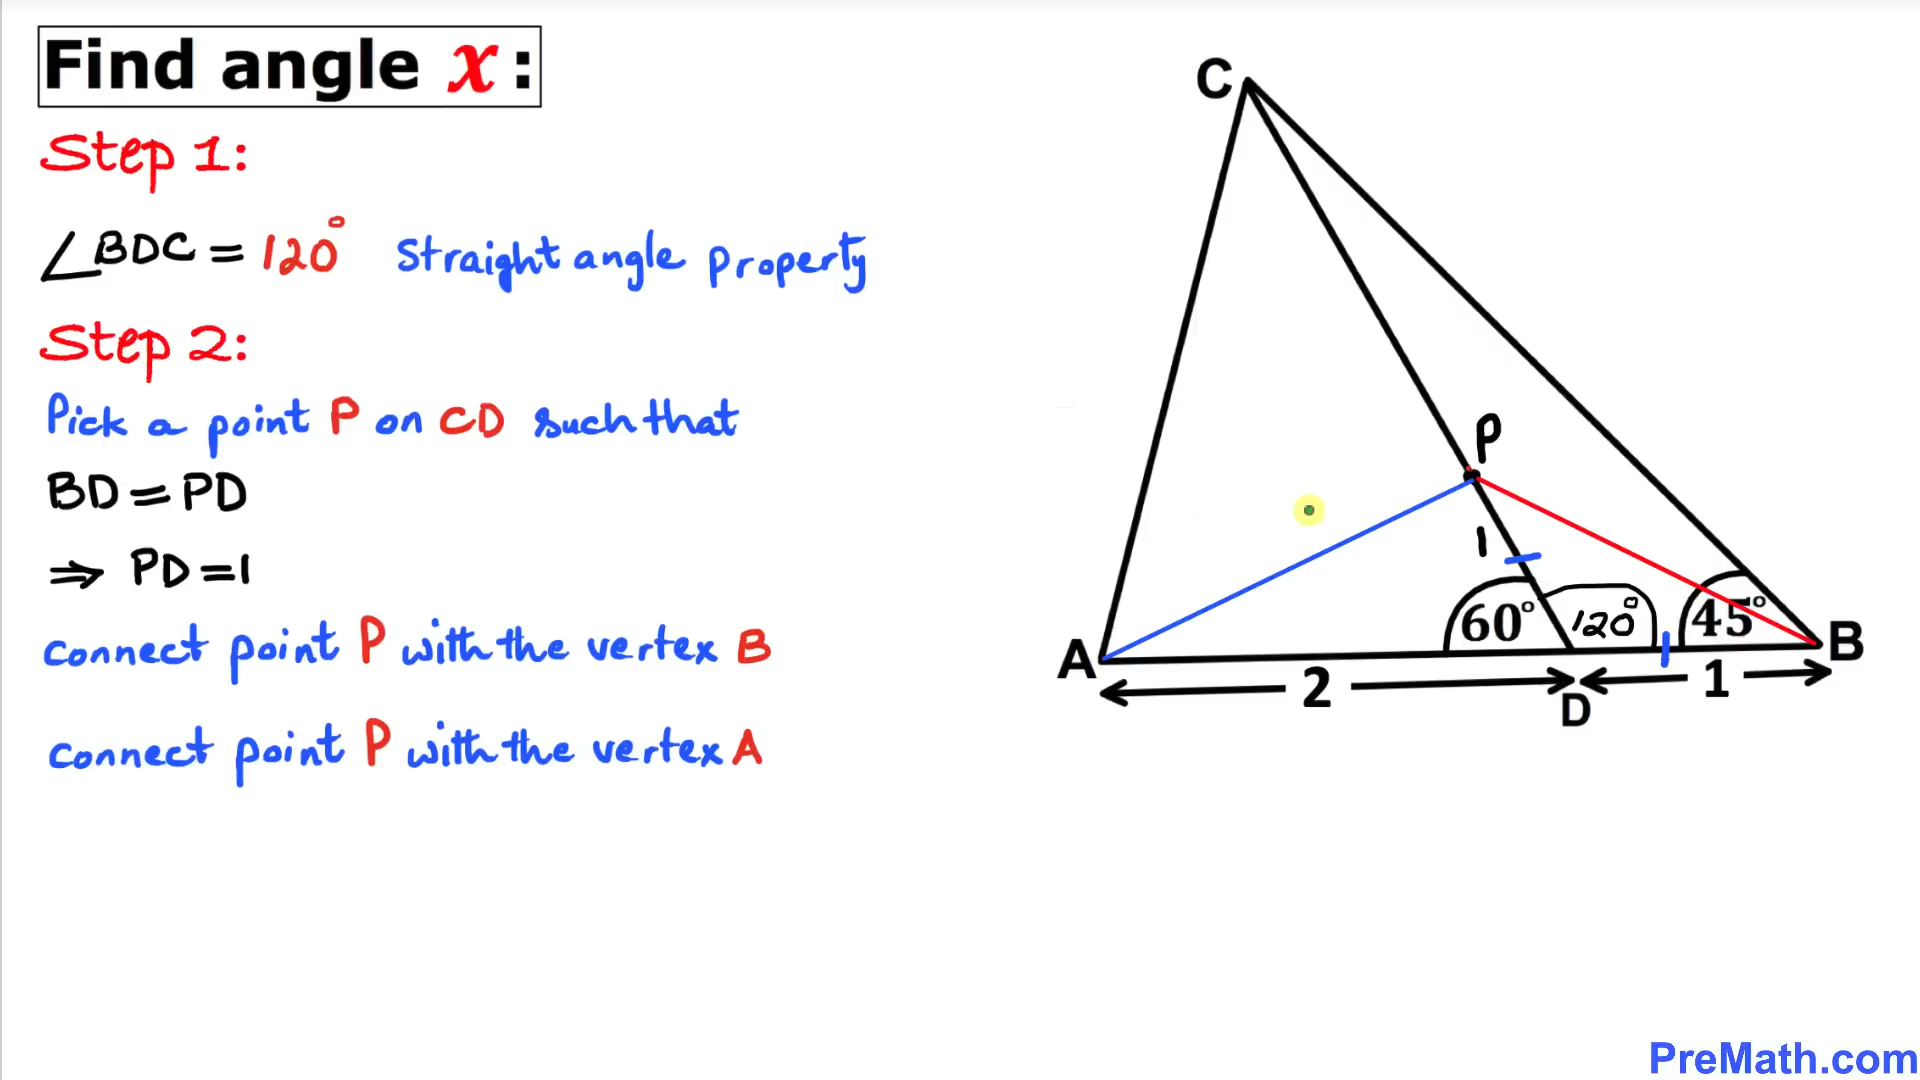 Find angle x:
Step 1:
∠BDC = 120° Straight angle property
Step 2:
Pick a point P on CD such that
BD = PD
⇒ PD = 1
connect point P with the vertex B
connect point P with the vertex A
C
P
1
60°
120°
45°
A
B
2
1
D
PreMath.com